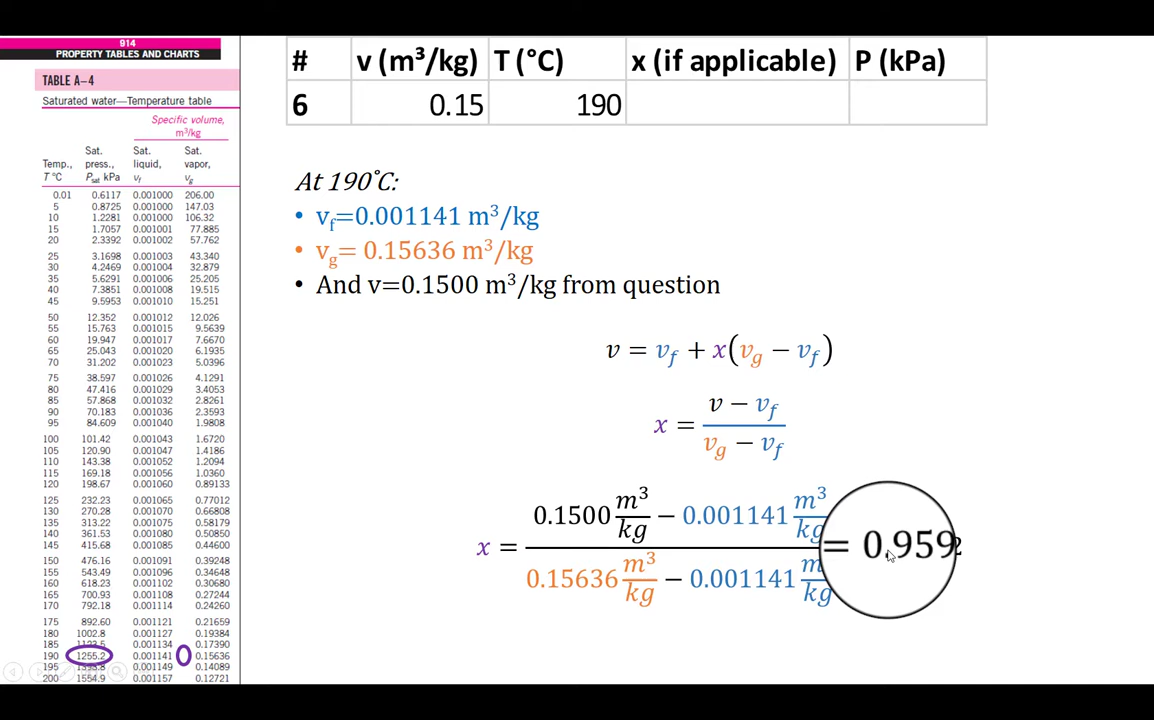 914
PROPERTY TABLES AND CHARTS
TABLE A–4
Saturated water—Temperature table
Specific volume,
m³/kg
Sat. Sat. Sat.
Temp., press., liquid, vapor,
T °C Psat kPa vf vg
0.01 0.6117 0.001000 206.00
5 0.8725 0.001000 147.03
10 1.2281 0.001000 106.32
15 1.7057 0.001001 77.885
20 2.3392 0.001002 57.762
25 3.1698 0.001003 43.340
30 4.2469 0.001004 32.879
35 5.6291 0.001006 25.205
40 7.3851 0.001008 19.515
45 9.5953 0.001010 15.251
50 12.352 0.001012 12.026
55 15.763 0.001015 9.5639
60 19.947 0.001017 7.6670
65 25.043 0.001020 6.1935
70 31.202 0.001023 5.0396
75 38.597 0.001026 4.1291
80 47.416 0.001029 3.4053
85 57.868 0.001032 2.8261
90 70.183 0.001036 2.3593
95 84.609 0.001040 1.9808
100 101.42 0.001043 1.6720
105 120.90 0.001047 1.4186
110 143.38 0.001052 1.2094
115 169.18 0.001056 1.0360
120 198.67 0.001060 0.89133
125 232.23 0.001065 0.77012
130 270.28 0.001070 0.66808
135 313.22 0.001075 0.58179
140 361.53 0.001080 0.50850
145 415.68 0.001085 0.44600
150 476.16 0.001091 0.39248
155 543.49 0.001096 0.34648
160 618.23 0.001102 0.30680
165 700.93 0.001108 0.27244
170 792.18 0.001114 0.24260
175 892.60 0.001121 0.21659
180 1002.8 0.001127 0.19384
185 0.001134 0.17390
190 1255.2 0.001141 0.15636
195 0.001149 0.14089
200 1554.9 0.001157 0.12721
# v (m³/kg) T (°C) x (if applicable) P (kPa)
6 0.15 190
At 190°C:
• vf=0.001141 m³/kg
• vg= 0.15636 m³/kg
• And v=0.1500 m³/kg from question
v = vf + x(vg − vf)
x = (v − vf) / (vg − vf)
0.1500 m³/kg − 0.001141 m³/kg
x = = 0.959
0.15636 m³/kg − 0.001141 m/kg